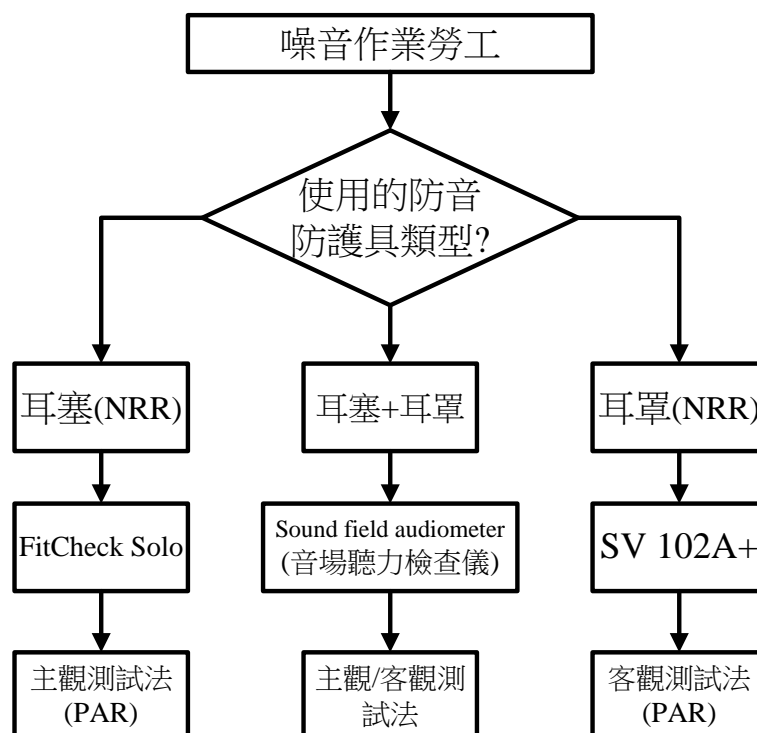 噪音作業勞工
使用的防音
防護具類型?
耳塞(NRR)
耳塞+耳罩
耳罩(NRR)
FitCheck Solo
Sound field audiometer
(音場聽力檢查儀)
SV 102A+
主觀測試法
(PAR)
主觀/客觀測
試法
客觀測試法
(PAR)